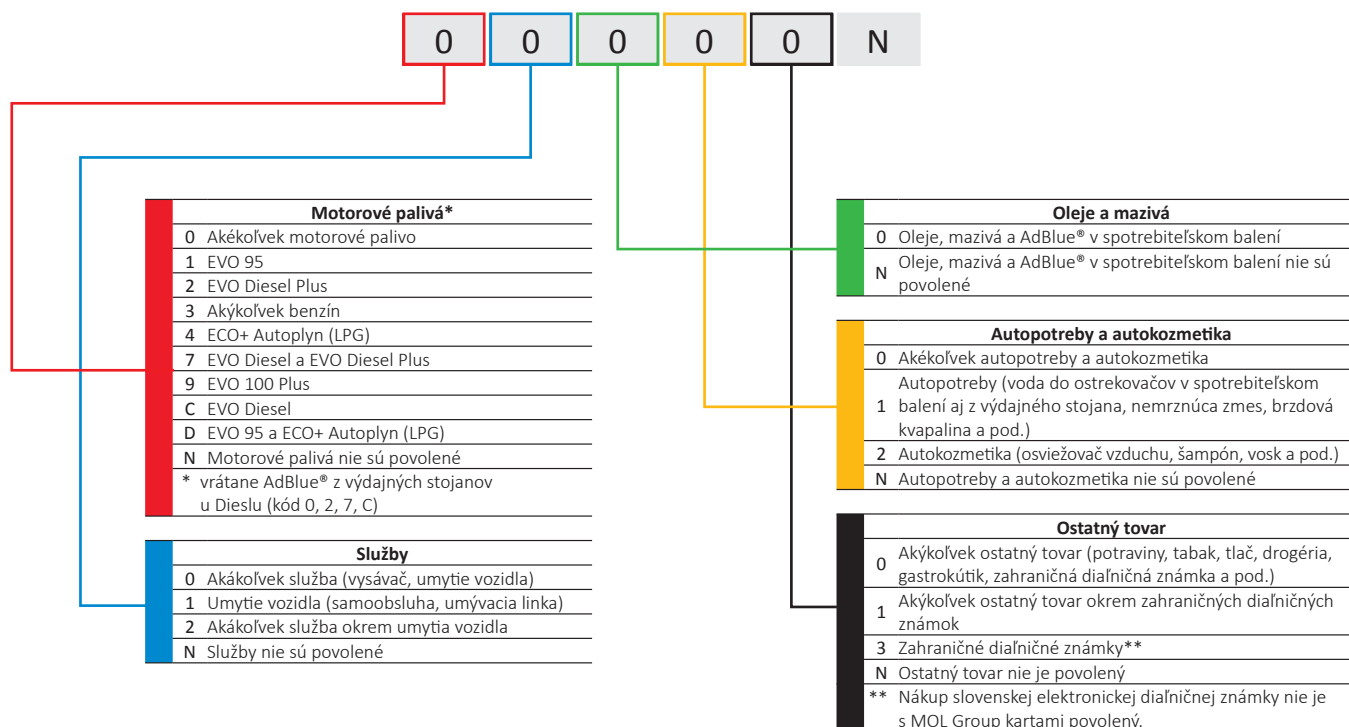 0 0 0 0 0 N
Motorové palivá*
0 Akékoľvek motorové palivo
1 EVO 95
2 EVO Diesel Plus
3 Akýkoľvek benzín
4 ECO+ Autoplyn (LPG)
7 EVO Diesel a EVO Diesel Plus
9 EVO 100 Plus
C EVO Diesel
D EVO 95 a ECO+ Autoplyn (LPG)
N Motorové palivá nie sú povolené
* vrátane AdBlue® z výdajných stojanov
u Dieslu (kód 0, 2, 7, C)
Služby
0 Akákoľvek služba (vysávač, umytie vozidla)
1 Umytie vozidla (samoobsluha, umývacia linka)
2 Akákoľvek služba okrem umytia vozidla
N Služby nie sú povolené
Oleje a mazivá
0 Oleje, mazivá a AdBlue® v spotrebiteľskom balení
N Oleje, mazivá a AdBlue® v spotrebiteľskom balení nie sú
povolené
Autopotreby a autokozmetika
0 Akékoľvek autopotreby a autokozmetika
Autopotreby (voda do ostrekovačov v spotrebiteľskom
1 balení aj z výdajného stojana, nemrznúca zmes, brzdová
kvapalina a pod.)
2 Autokozmetika (osviežovač vzduchu, šampón, vosk a pod.)
N Autopotreby a autokozmetika nie sú povolené
Ostatný tovar
0 Akýkoľvek ostatný tovar (potraviny, tabak, tlač, drogéria,
gastrokútik, zahraničná diaľničná známka a pod.)
1 Akýkoľvek ostatný tovar okrem zahraničných diaľničných
známok
3 Zahraničné diaľničné známky**
N Ostatný tovar nie je povolený
** Nákup slovenskej elektronickej diaľničnej známky nie je
s MOL Group kartami povolený.